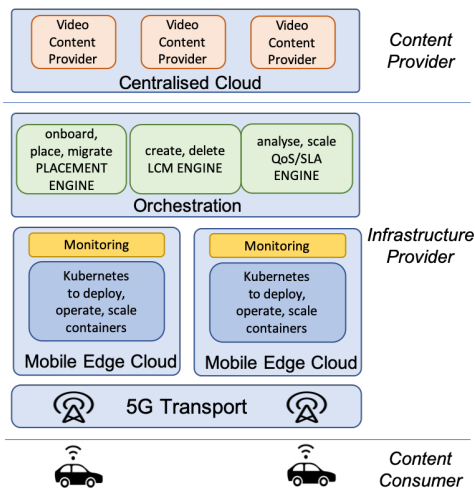 Video
Content
Provider
Video
Content
Provider
Video
Content
Provider
Centralised Cloud
Content
Provider
onboard,
place, migrate
PLACEMENT
ENGINE
create, delete
LCM ENGINE
analyse, scale
QoS/SLA
ENGINE
Orchestration
Infrastructure
Provider
Monitoring
Kubernetes
to deploy,
operate, scale
containers
Mobile Edge Cloud
Monitoring
Kubernetes
to deploy,
operate, scale
containers
Mobile Edge Cloud
5G Transport
Content
Consumer